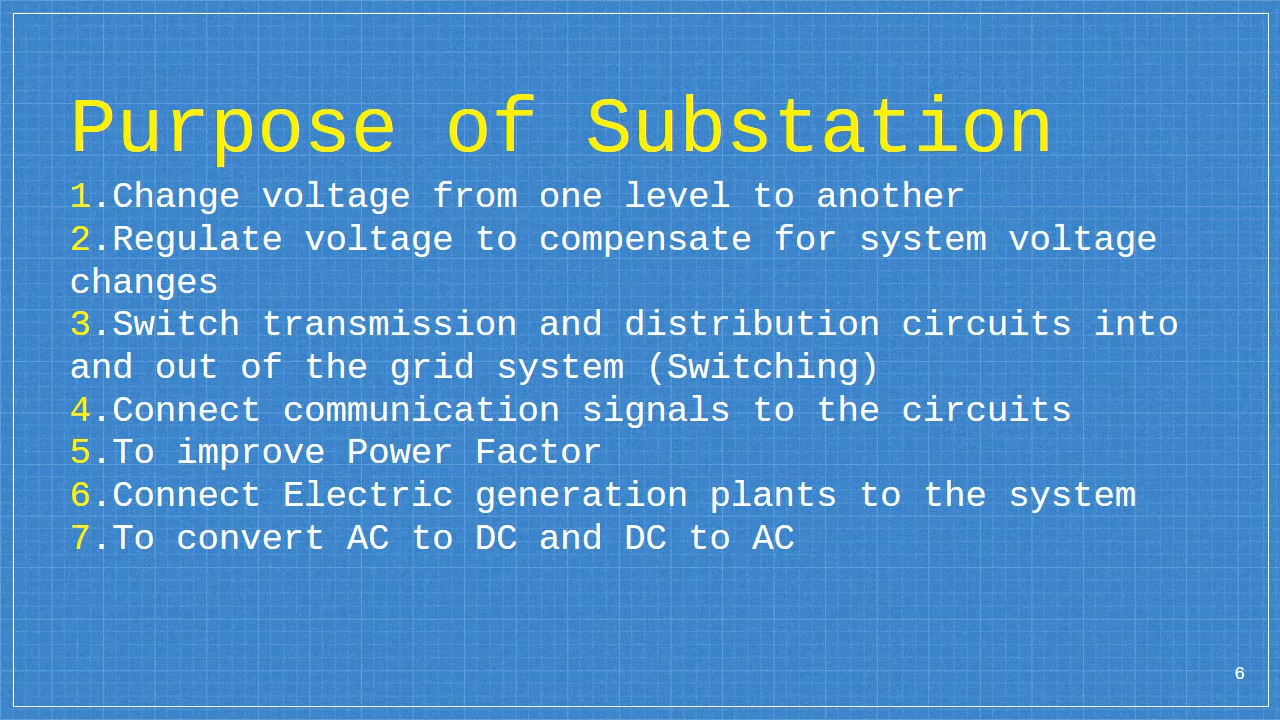 Purpose of Substation
1.Change voltage from one level to another
2.Regulate voltage to compensate for system voltage
changes
3.Switch transmission and distribution circuits into
and out of the grid system (Switching)
4.Connect communication signals to the circuits
5.To improve Power Factor
6.Connect Electric generation plants to the system
7.To convert AC to DC and DC to AC
6